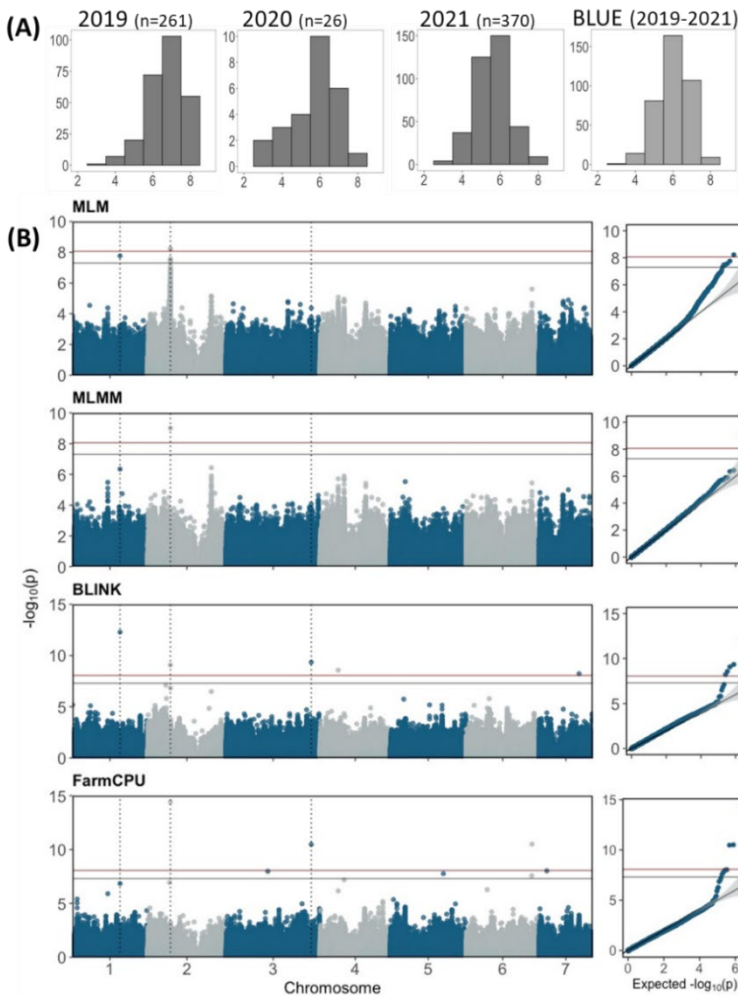 (A) 2019 (n=261) 2020 (n=26) 2021 (n=370) BLUE (2019-2021)
100 10 150 150
75 8
50 6 100 100
25 4 50 50
0 2 0 0
0
2 4 6 8 2 4 6 8 2 4 6 8 2 4 6 8
(B) MLM
10 10
8 8
6 6
4 4
2 2
0 0
MLMM
10 10
8 8
6 6
4 4
2 2
0 0
-log10(p)
BLINK
15 15
10 10
5 5
0 0
FarmCPU
15 15
10 10
5 5
0 0
1 2 3 4 5 6 7 0 2 4 6
Chromosome Expected -log10(p)